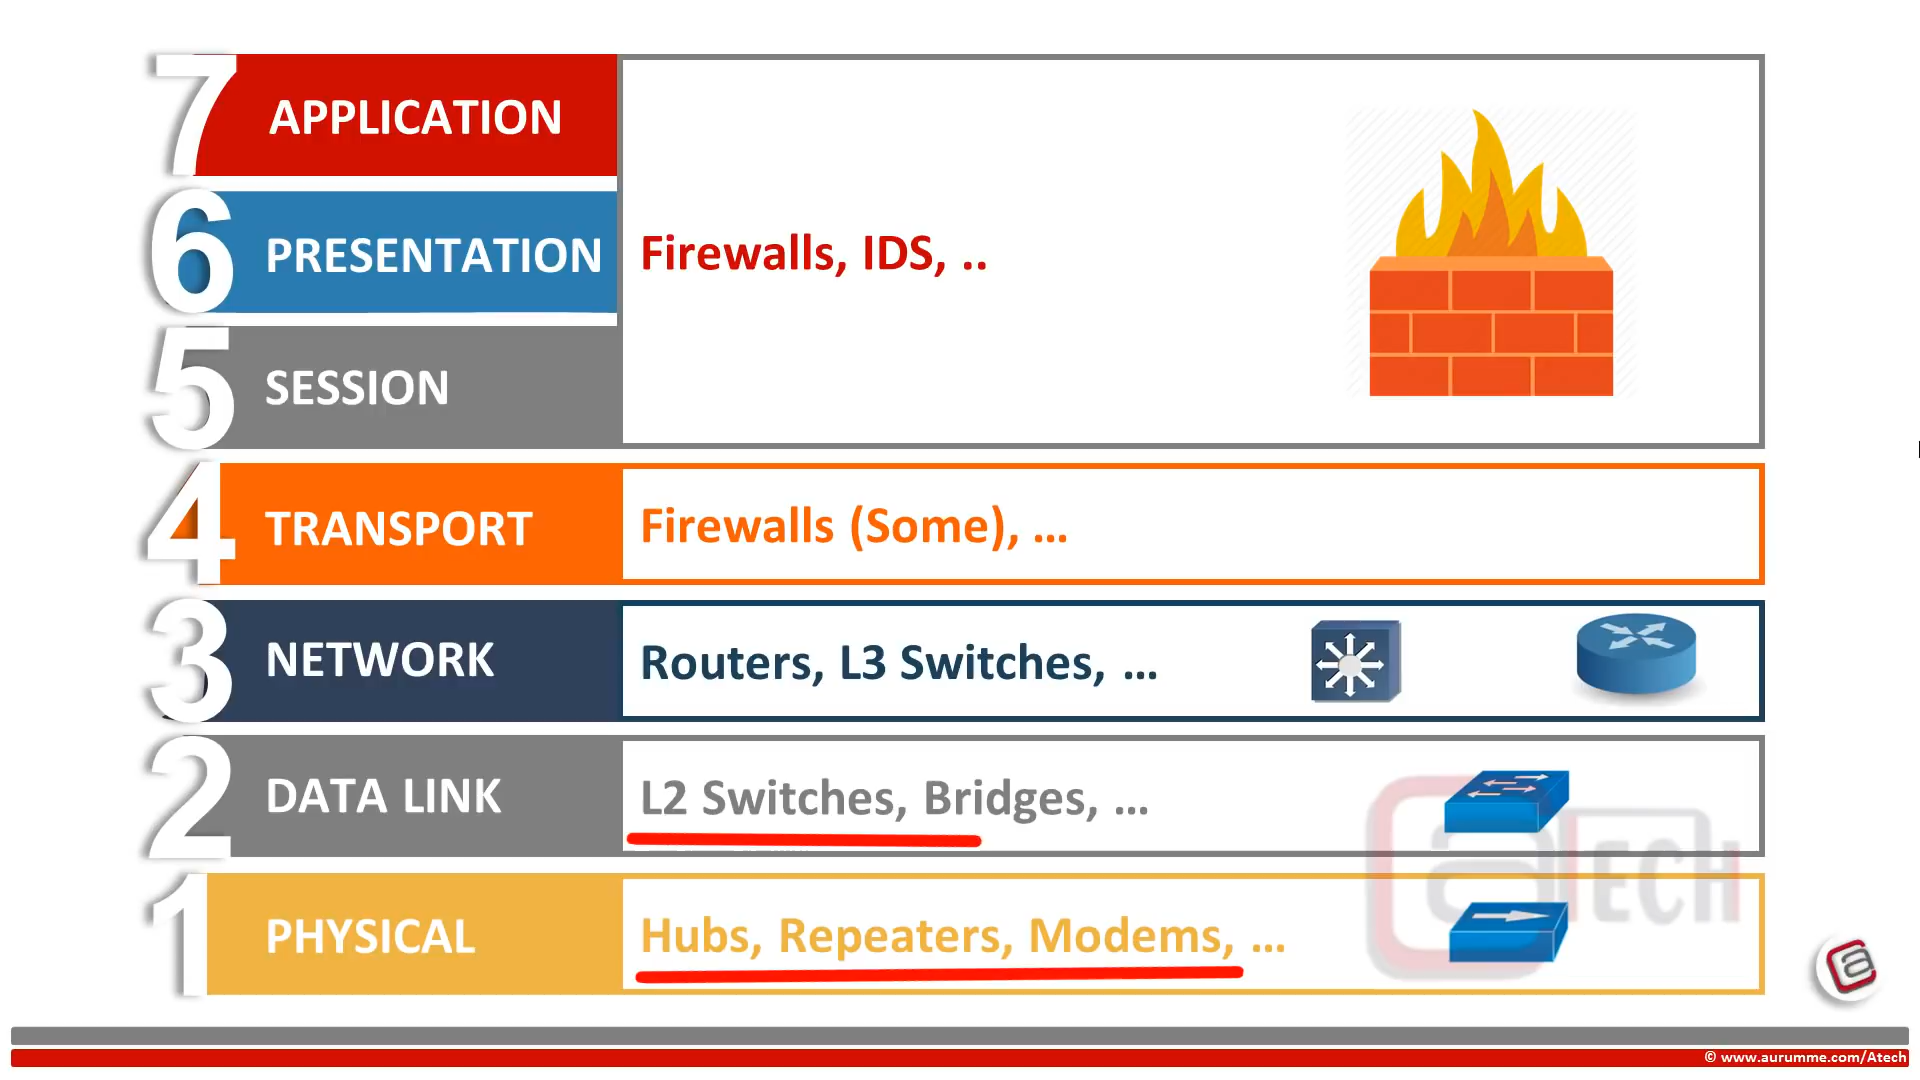 7 APPLICATION
6 PRESENTATION
Firewalls, IDS, ..
5 SESSION
4 TRANSPORT
Firewalls (Some), ...
3 NETWORK
Routers, L3 Switches, ...
2 DATA LINK
L2 Switches, Bridges, ...
1 PHYSICAL
Hubs, Repeaters, Modems, ...
aTECH
© www.aurumme.com/Atech